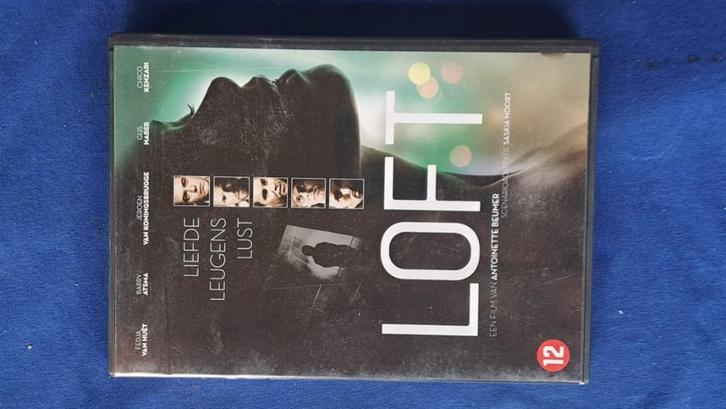 FEDJA
VAN HUÊT
BARRY
ATSMA
JEROEN
VAN KONINGSBRUGGE
GIJS
NABER
CHICO
KENZARI
LIEFDE
LEUGENS
LUST
LOFT
EEN FILM VAN ANTOINETTE BEUMER
SASKIA NOORT
12